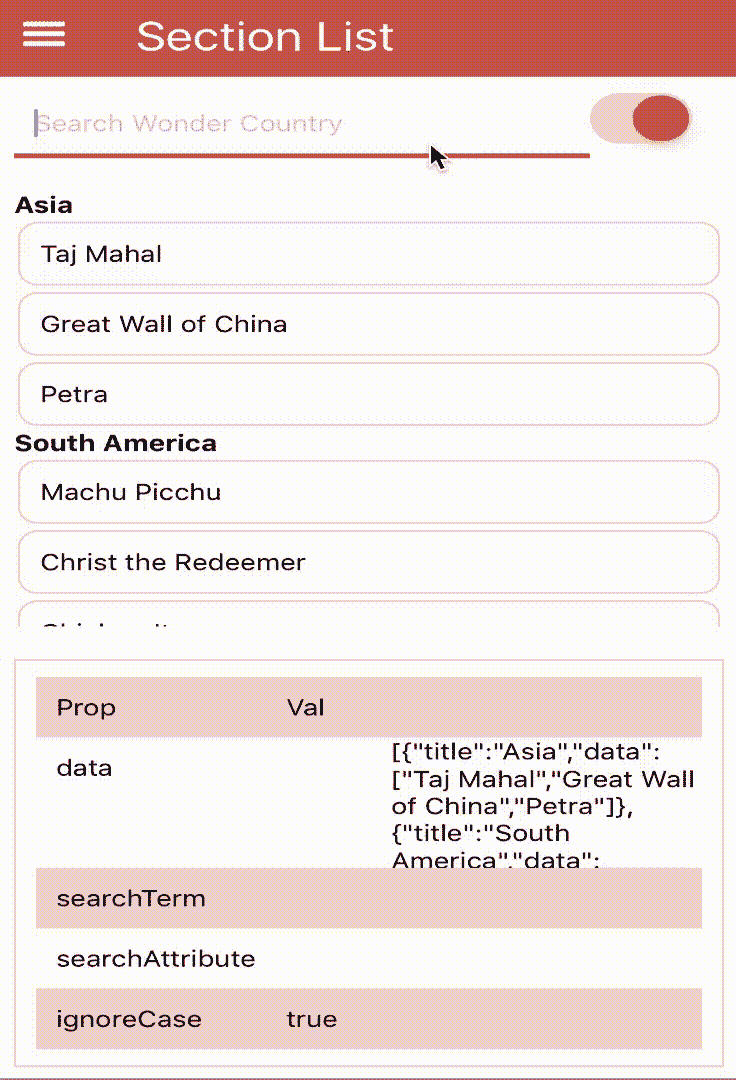 Section List
Search Wonder Country
Asia
Taj Mahal
Great Wall of China
Petra
South America
Machu Picchu
Christ the Redeemer
Prop Val
data [{"title":"Asia","data":
["Taj Mahal","Great Wall
of China","Petra"]},
{"title":"South
America","data":
searchTerm
searchAttribute
ignoreCase true